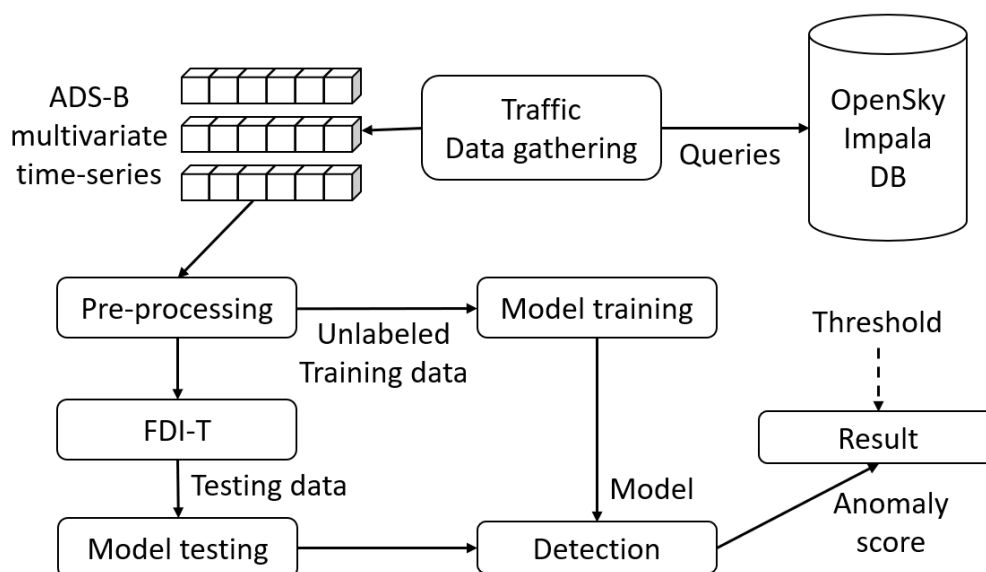 ADS-B
multivariate
time-series
Traffic
Data gathering
Queries
OpenSky
Impala
DB
Pre-processing
Unlabeled
Training data
Model training
Threshold
FDI-T
Result
Testing data
Model
Anomaly
score
Model testing
Detection